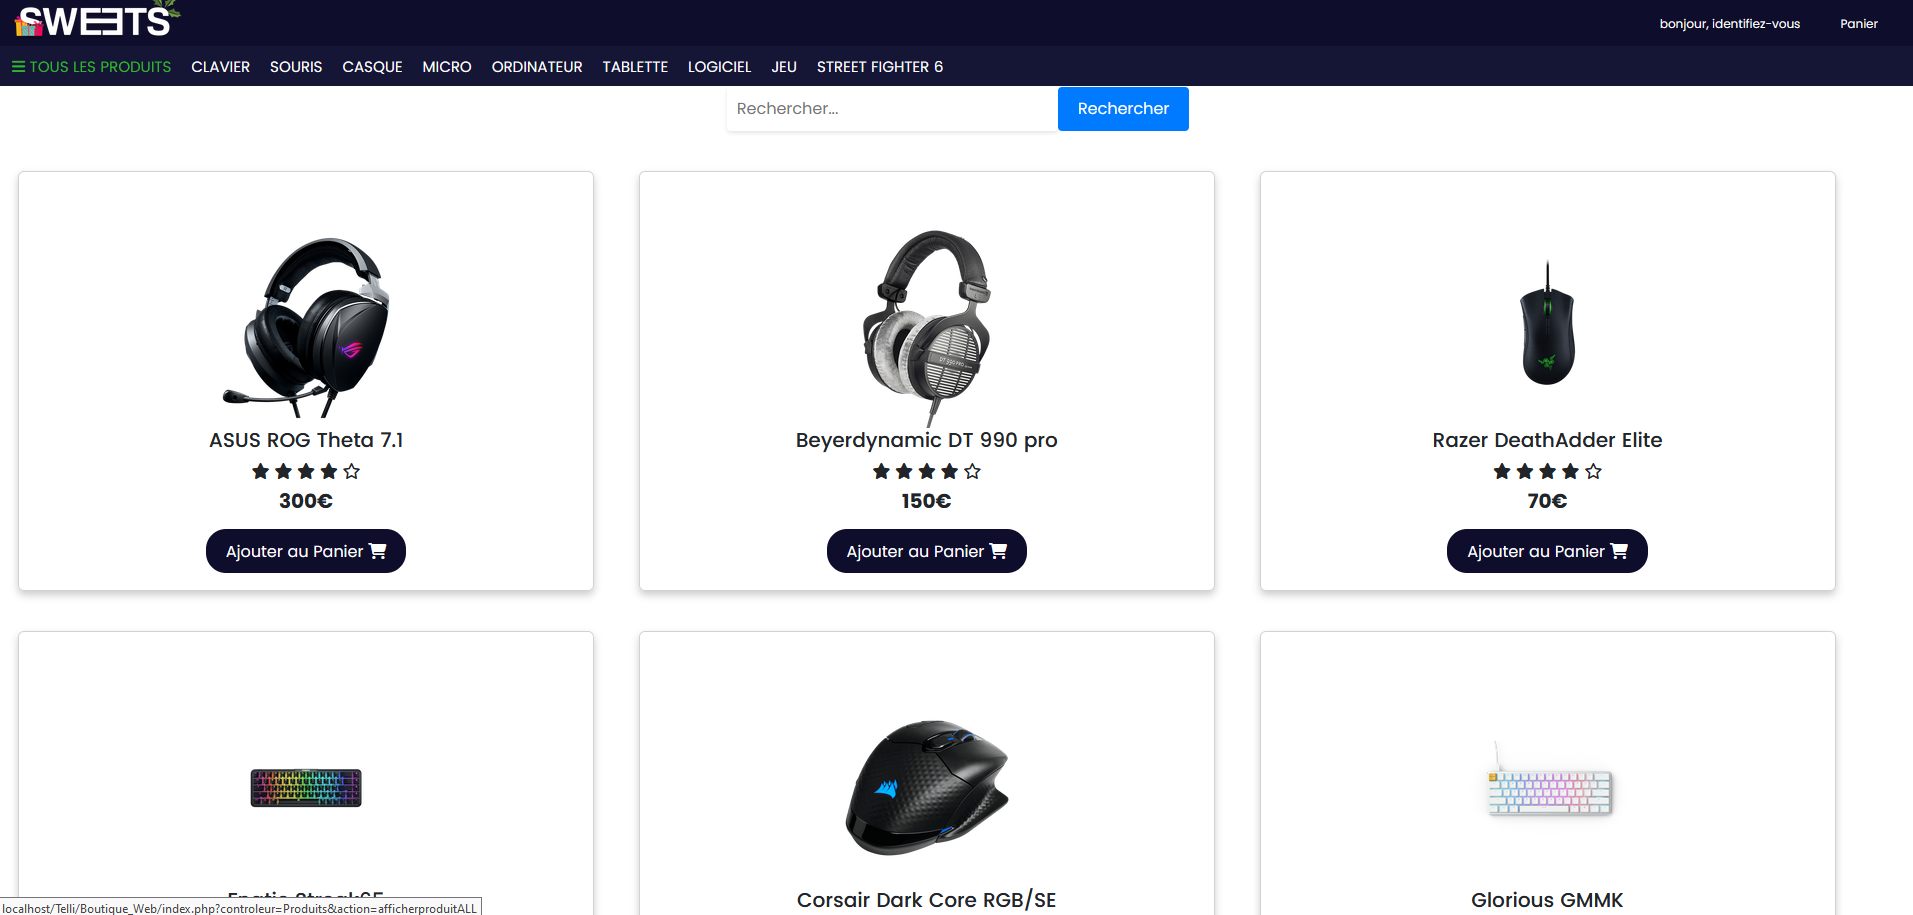 SWEETS
bonjour, identifiez-vous
Panier
TOUS LES PRODUITS CLAVIER SOURIS CASQUE MICRO ORDINATEUR TABLETTE LOGICIEL JEU STREET FIGHTER 6
Rechercher...
Rechercher
ASUS ROG Theta 7.1
300€
Ajouter au Panier
DT 990 PRO
Beyerdynamic DT 990 pro
150€
Ajouter au Panier
Razer DeathAdder Elite
70€
Ajouter au Panier
Corsair Dark Core RGB/SE
Glorious GMMK
localhost/Telli/Boutique_Web/index.php?controleur=Produits&action=afficherproduitALL